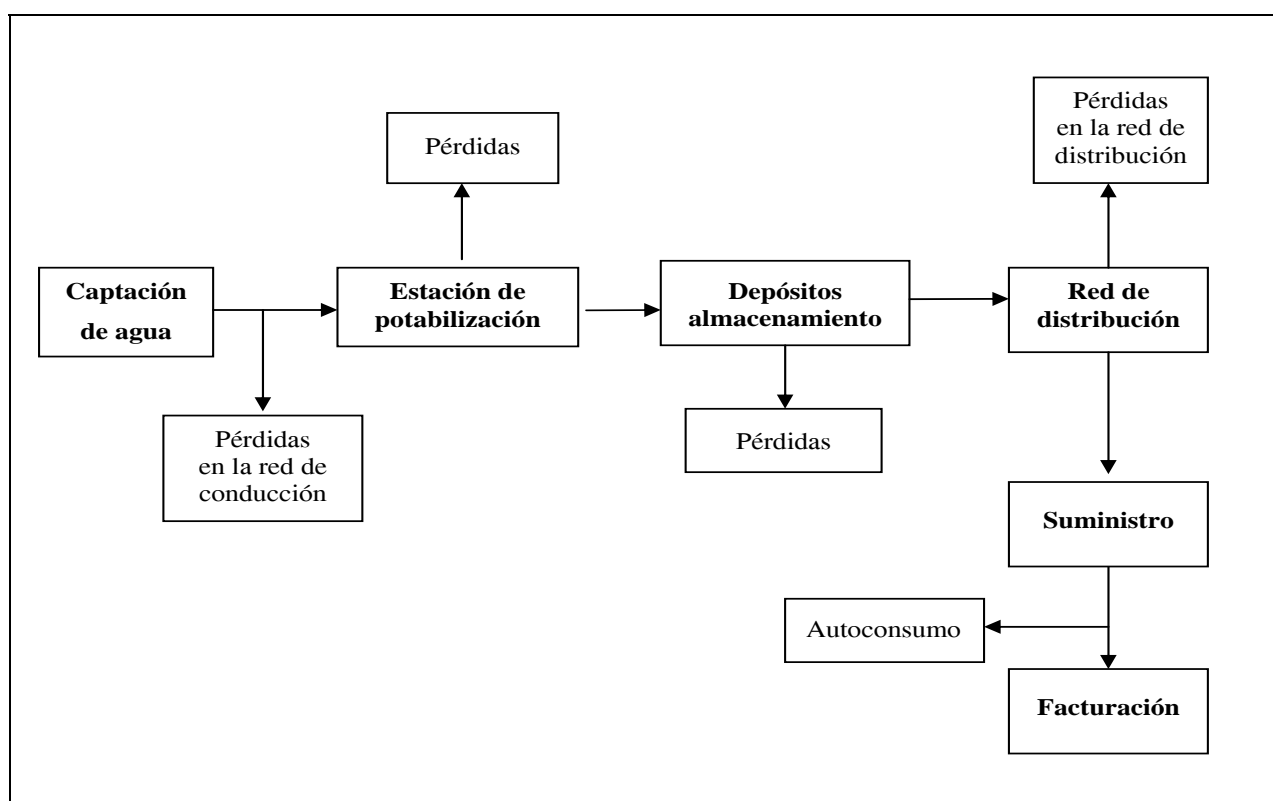 Pérdidas
en la red de
distribución
Pérdidas
Captación
de agua
Estación de
potabilización
Depósitos
almacenamiento
Red de
distribución
Pérdidas
en la red de
conducción
Pérdidas
Suministro
Autoconsumo
Facturación